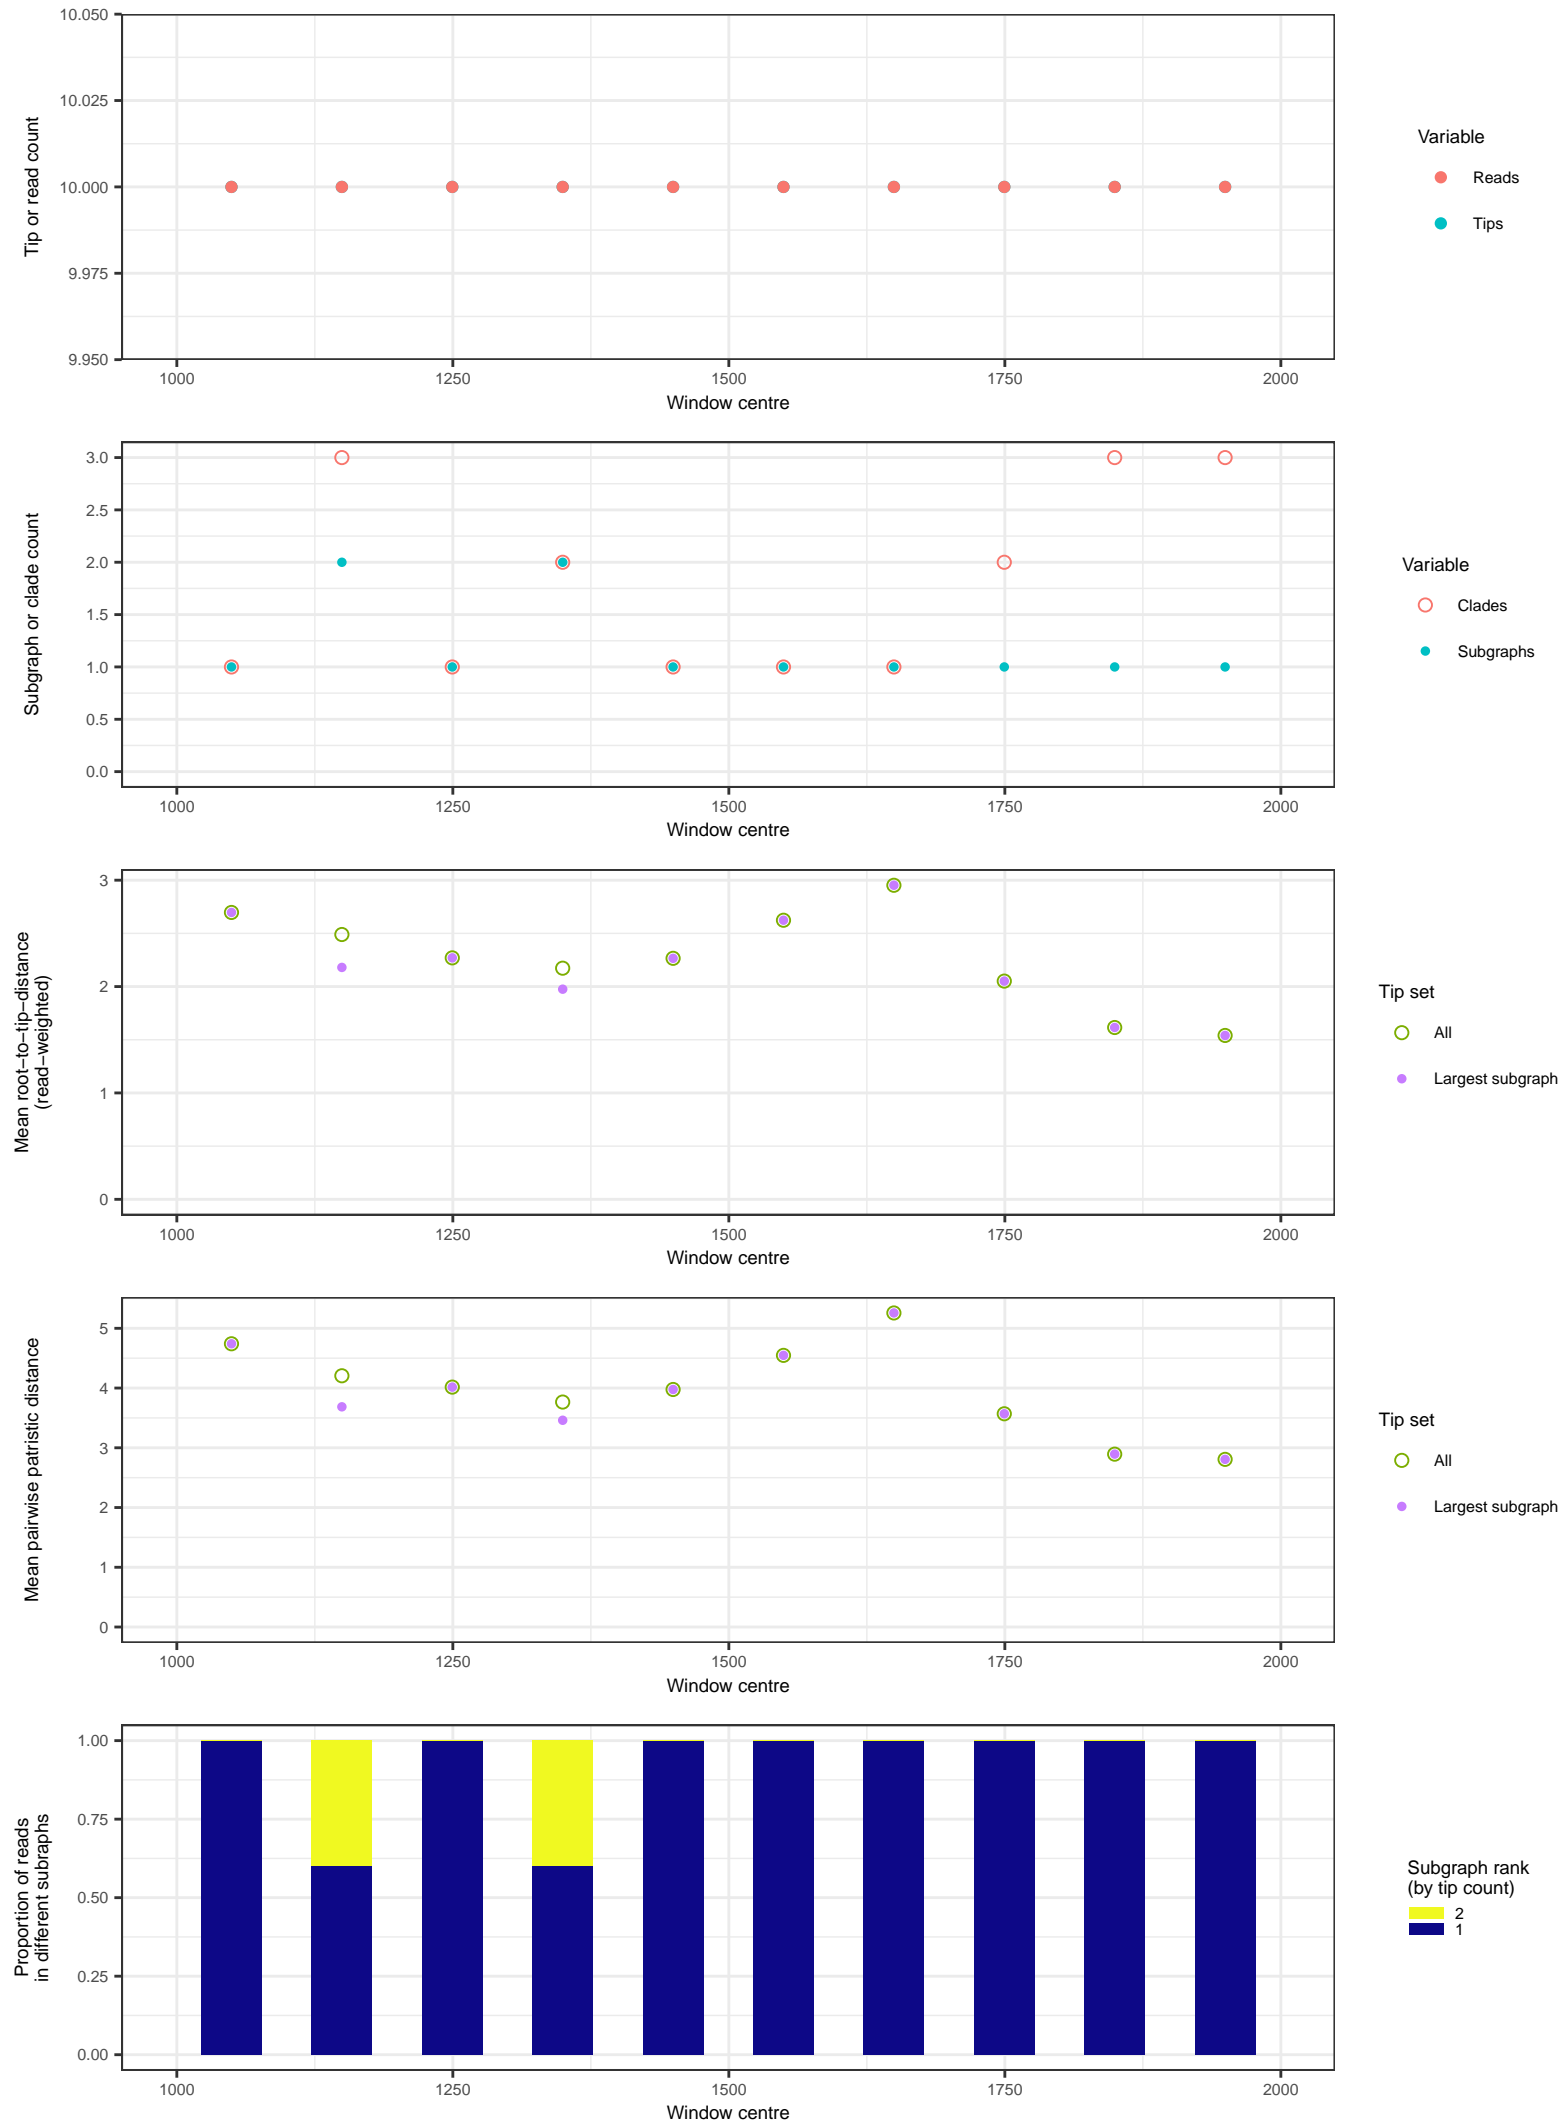 10.050
10.025
10.000
9.975
9.950
Tip or read count
1000 1250 1500 1750 2000
Window centre
Variable
Reads
Tips
3.0
2.5
2.0
1.5
1.0
0.5
0.0
Subgraph or clade count
1000 1250 1500 1750 2000
Window centre
Variable
Clades
Subgraphs
3
2
1
0
Mean root−to−tip−distance
(read−weighted)
1000 1250 1500 1750 2000
Window centre
Tip set
All
Largest subgraph
5
4
3
2
1
0
Mean pairwise patristic distance
1000 1250 1500 1750 2000
Window centre
Tip set
All
Largest subgraph
1.00
0.75
0.50
0.25
0.00
Proportion of reads
in different subraphs
1000 1250 1500 1750 2000
Window centre
Subgraph rank
(by tip count)
2
1